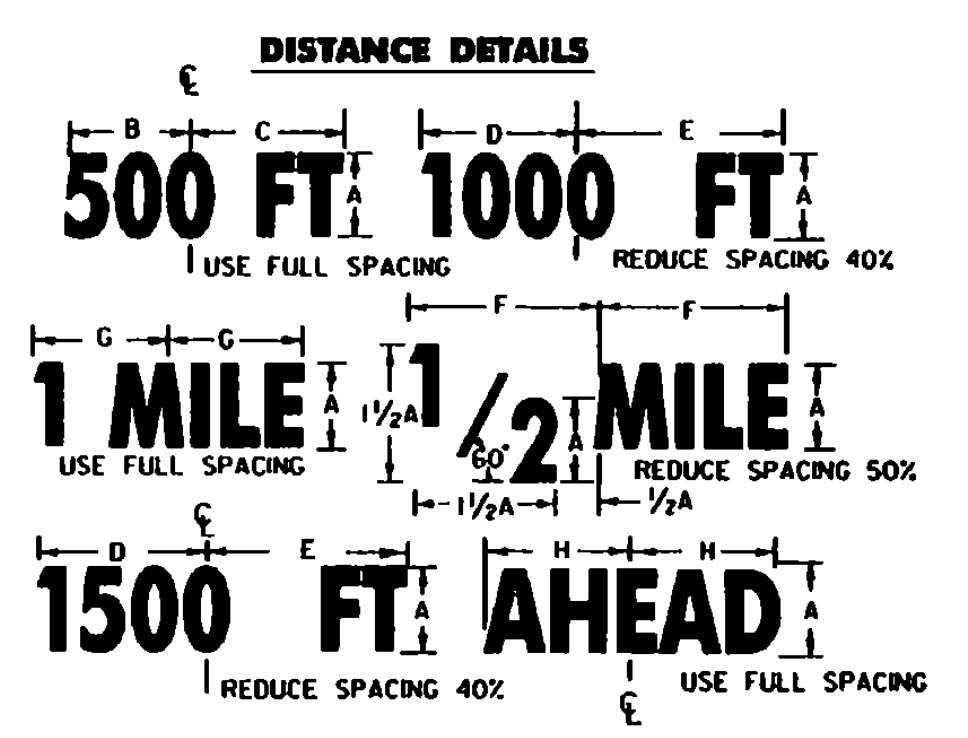 DISTANCE DETAILS
℄
B C D E
500 FT A 1000 FT A
USE FULL SPACING REDUCE SPACING 40%
F F
G G
1 MILE A 1½A 1/2 A MILE A
60°
USE FULL SPACING REDUCE SPACING 50%
1½A ½A
℄
D E H H
1500 FT A AHEAD A
REDUCE SPACING 40% USE FULL SPACING
℄